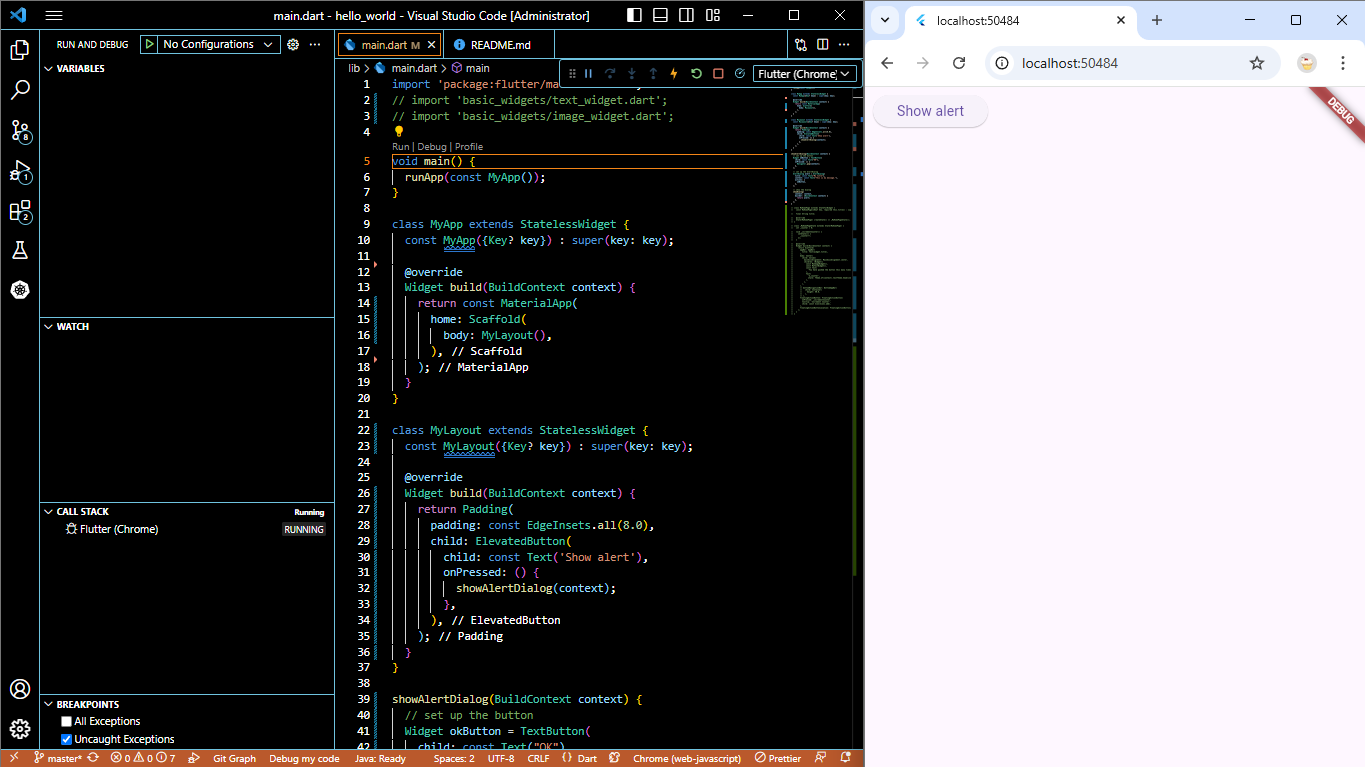 main.dart - hello_world - Visual Studio Code [Administrator]
RUN AND DEBUG
No Configurations
VARIABLES
WATCH
CALL STACK
Running
Flutter (Chrome)
RUNNING
BREAKPOINTS
All Exceptions
Uncaught Exceptions
8
1
2
main.dart M
README.md
lib > main.dart > main
Flutter (Chrome)
1 import 'package:flutter/ma
2 // import 'basic_widgets/text_widget.dart';
3 // import 'basic_widgets/image_widget.dart';
4
Run | Debug | Profile
5 void main() {
6 runApp(const MyApp());
7 }
8
9 class MyApp extends StatelessWidget {
10 const MyApp({Key? key}) : super(key: key);
11
12 @override
13 Widget build(BuildContext context) {
14 return const MaterialApp(
15 home: Scaffold(
16 body: MyLayout(),
17 ), // Scaffold
18 ); // MaterialApp
19 }
20 }
21
22 class MyLayout extends StatelessWidget {
23 const MyLayout({Key? key}) : super(key: key);
24
25 @override
26 Widget build(BuildContext context) {
27 return Padding(
28 padding: const EdgeInsets.all(8.0),
29 child: ElevatedButton(
30 child: const Text('Show alert'),
31 onPressed: () {
32 showAlertDialog(context);
33 },
34 ), // ElevatedButton
35 ); // Padding
36 }
37 }
38
39 showAlertDialog(BuildContext context) {
40 // set up the button
41 Widget okButton = TextButton(
42 child: const Text("OK")
master*
0 0 7
Git Graph
Debug my code
Java: Ready
Spaces: 2
UTF-8
CRLF
{} Dart
Chrome (web-javascript)
Prettier
localhost:50484
localhost:50484
Show alert
DEBUG